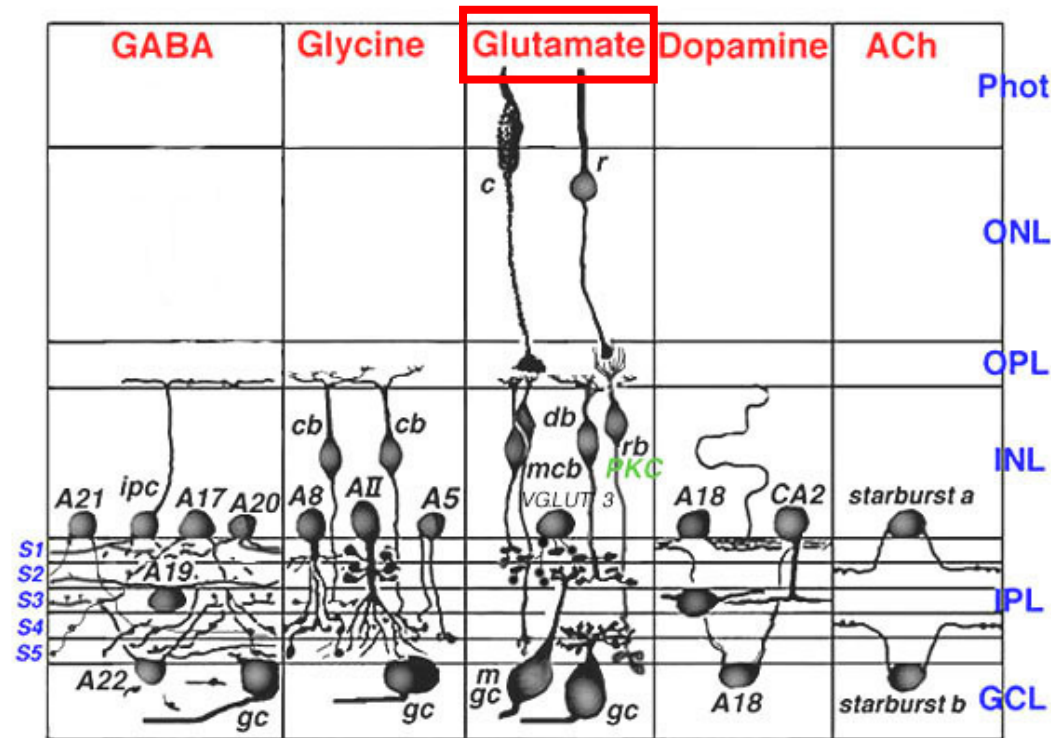 GABA Glycine Glutamate Dopamine ACh
Phot
c r
ONL
OPL
cb cb db rb
mcb PKC INL
A21 ipc A17 A20 A8 AII A5 VGLUT 3 A18 CA2 starburst a
S1
S2
A19
S3 IPL
S4
S5
A22 m
gc gc gc gc A18 starburst b GCL